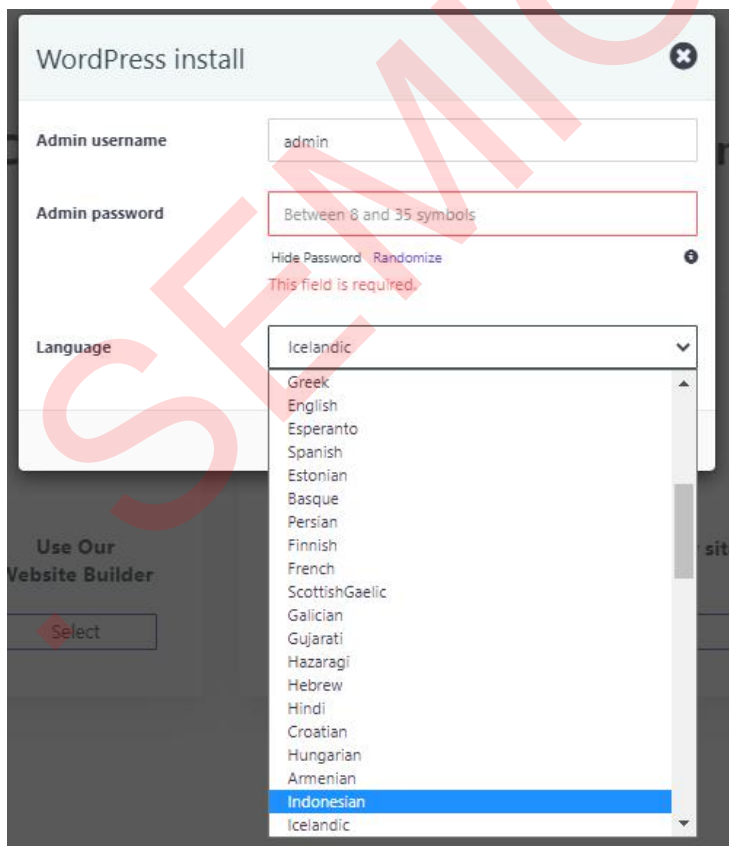 WordPress install
Admin username
admin
Admin password
Between 8 and 35 symbols
Hide Password Randomize
This field is required.
Language
Icelandic
Greek
English
Esperanto
Spanish
Estonian
Basque
Persian
Finnish
French
ScottishGaelic
Galician
Gujarati
Hazaragi
Hebrew
Hindi
Croatian
Hungarian
Armenian
Indonesian
Icelandic
Use Our
Website Builder
Select
sit
SEMIC